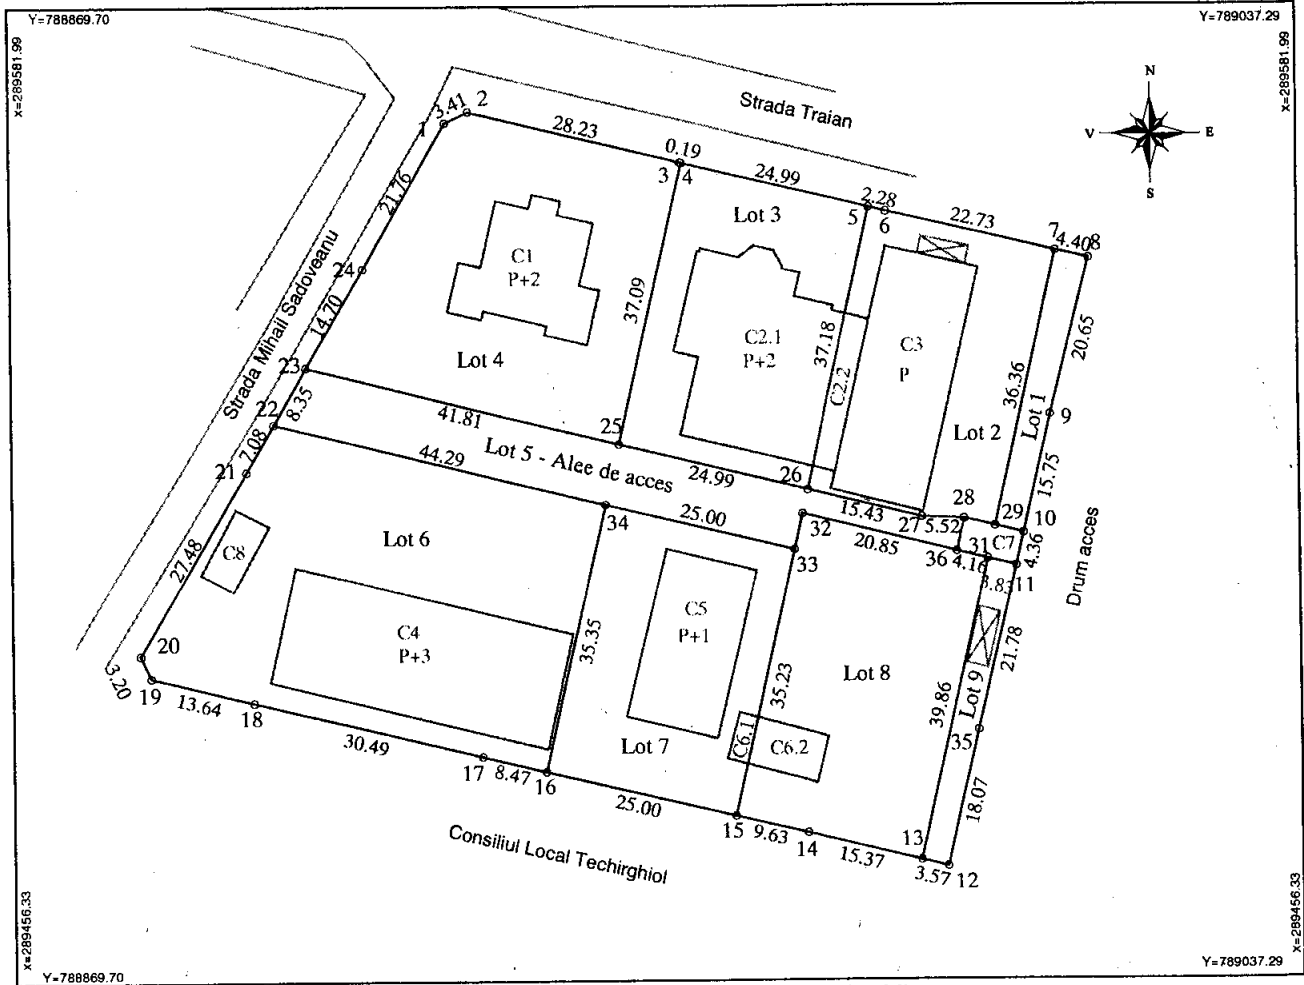 Y=788869.70
Y=789037.29
x=289581.99
x=289581.99
N
V
E
S
Strada Traian
1
3.41
2
28.23
0.19
3
4
24.99
2.28
5
6
22.73
7
4.40
8
Lot 3
21.76
24
C1
P+2
37.09
C2.1
P+2
37.18
C2.2
C3
P
20.65
36.36
Lot 1
9
Strada Mihail Sadoveanu
14.70
23
Lot 4
22
8.35
41.81
25
Lot 2
15.75
7.08
21
44.29
Lot 5 - Alee de acces
24.99
26
15.43
27
5.52
28
29
10
34
25.00
32
33
20.85
36
31
C7
4.16
4.36
3.83
11
Drum acces
27.48
C8
Lot 6
C5
P+1
C4
P+3
35.35
35.23
Lot 8
39.86
21.78
Lot 9
20
3.20
19
13.64
18
30.49
17
8.47
16
Lot 7
C6.1
C6.2
35
18.07
25.00
15
9.63
14
15.37
13
3.57
12
Consiliul Local Techirghiol
x=289456.33
x=289456.33
Y=788869.70
Y=789037.29